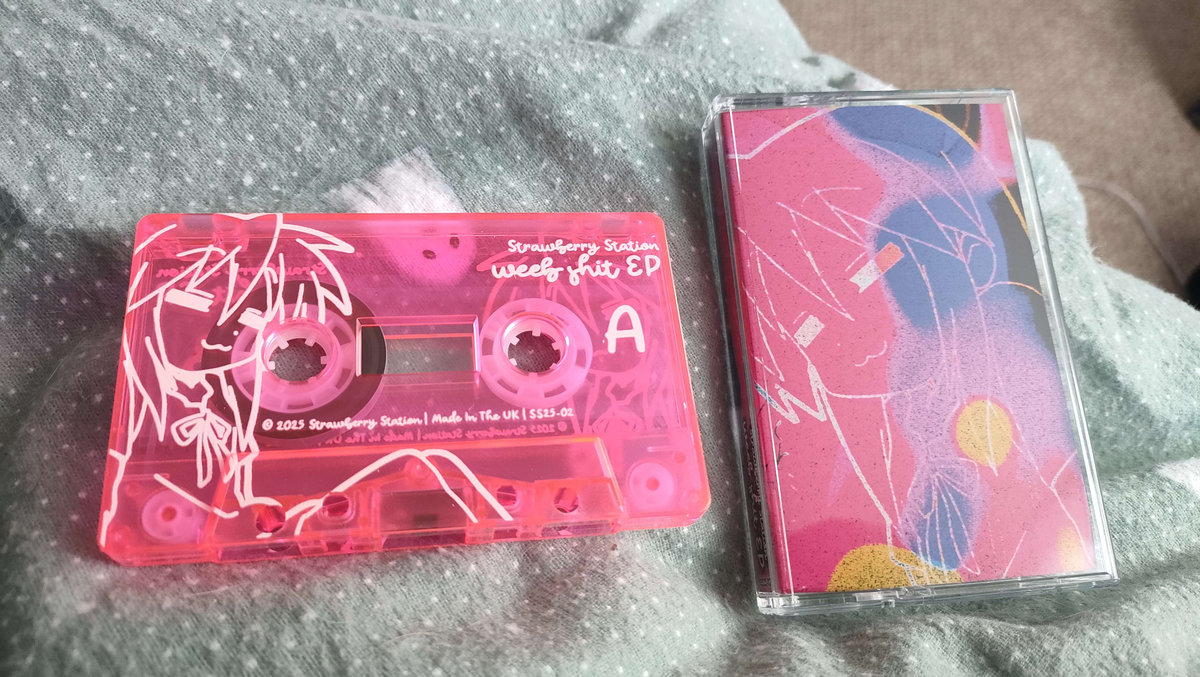 Strawberry Station
weeb shit EP
A
© 2025 Strawberry Station | Made In The UK | SS25-02